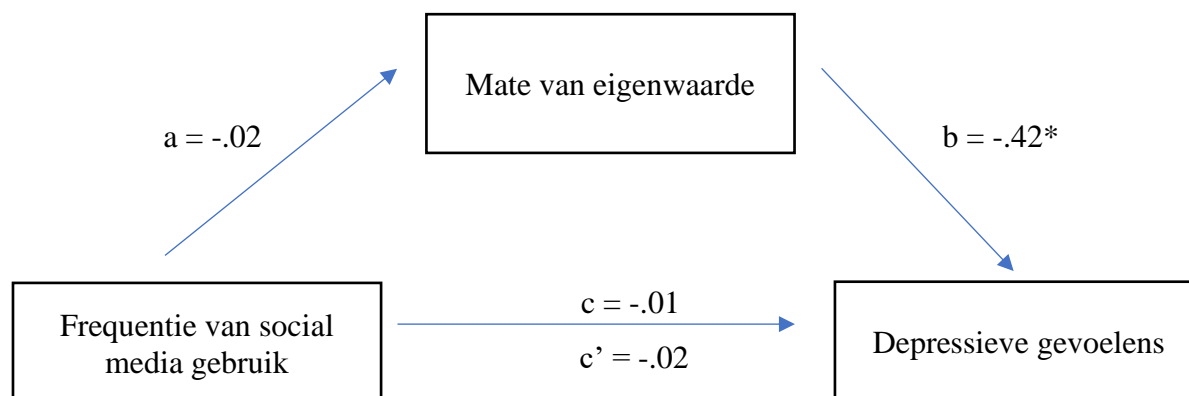 Mate van eigenwaarde
a = -.02
b = -.42*
Frequentie van social
media gebruik
c = -.01
c’ = -.02
Depressieve gevoelens